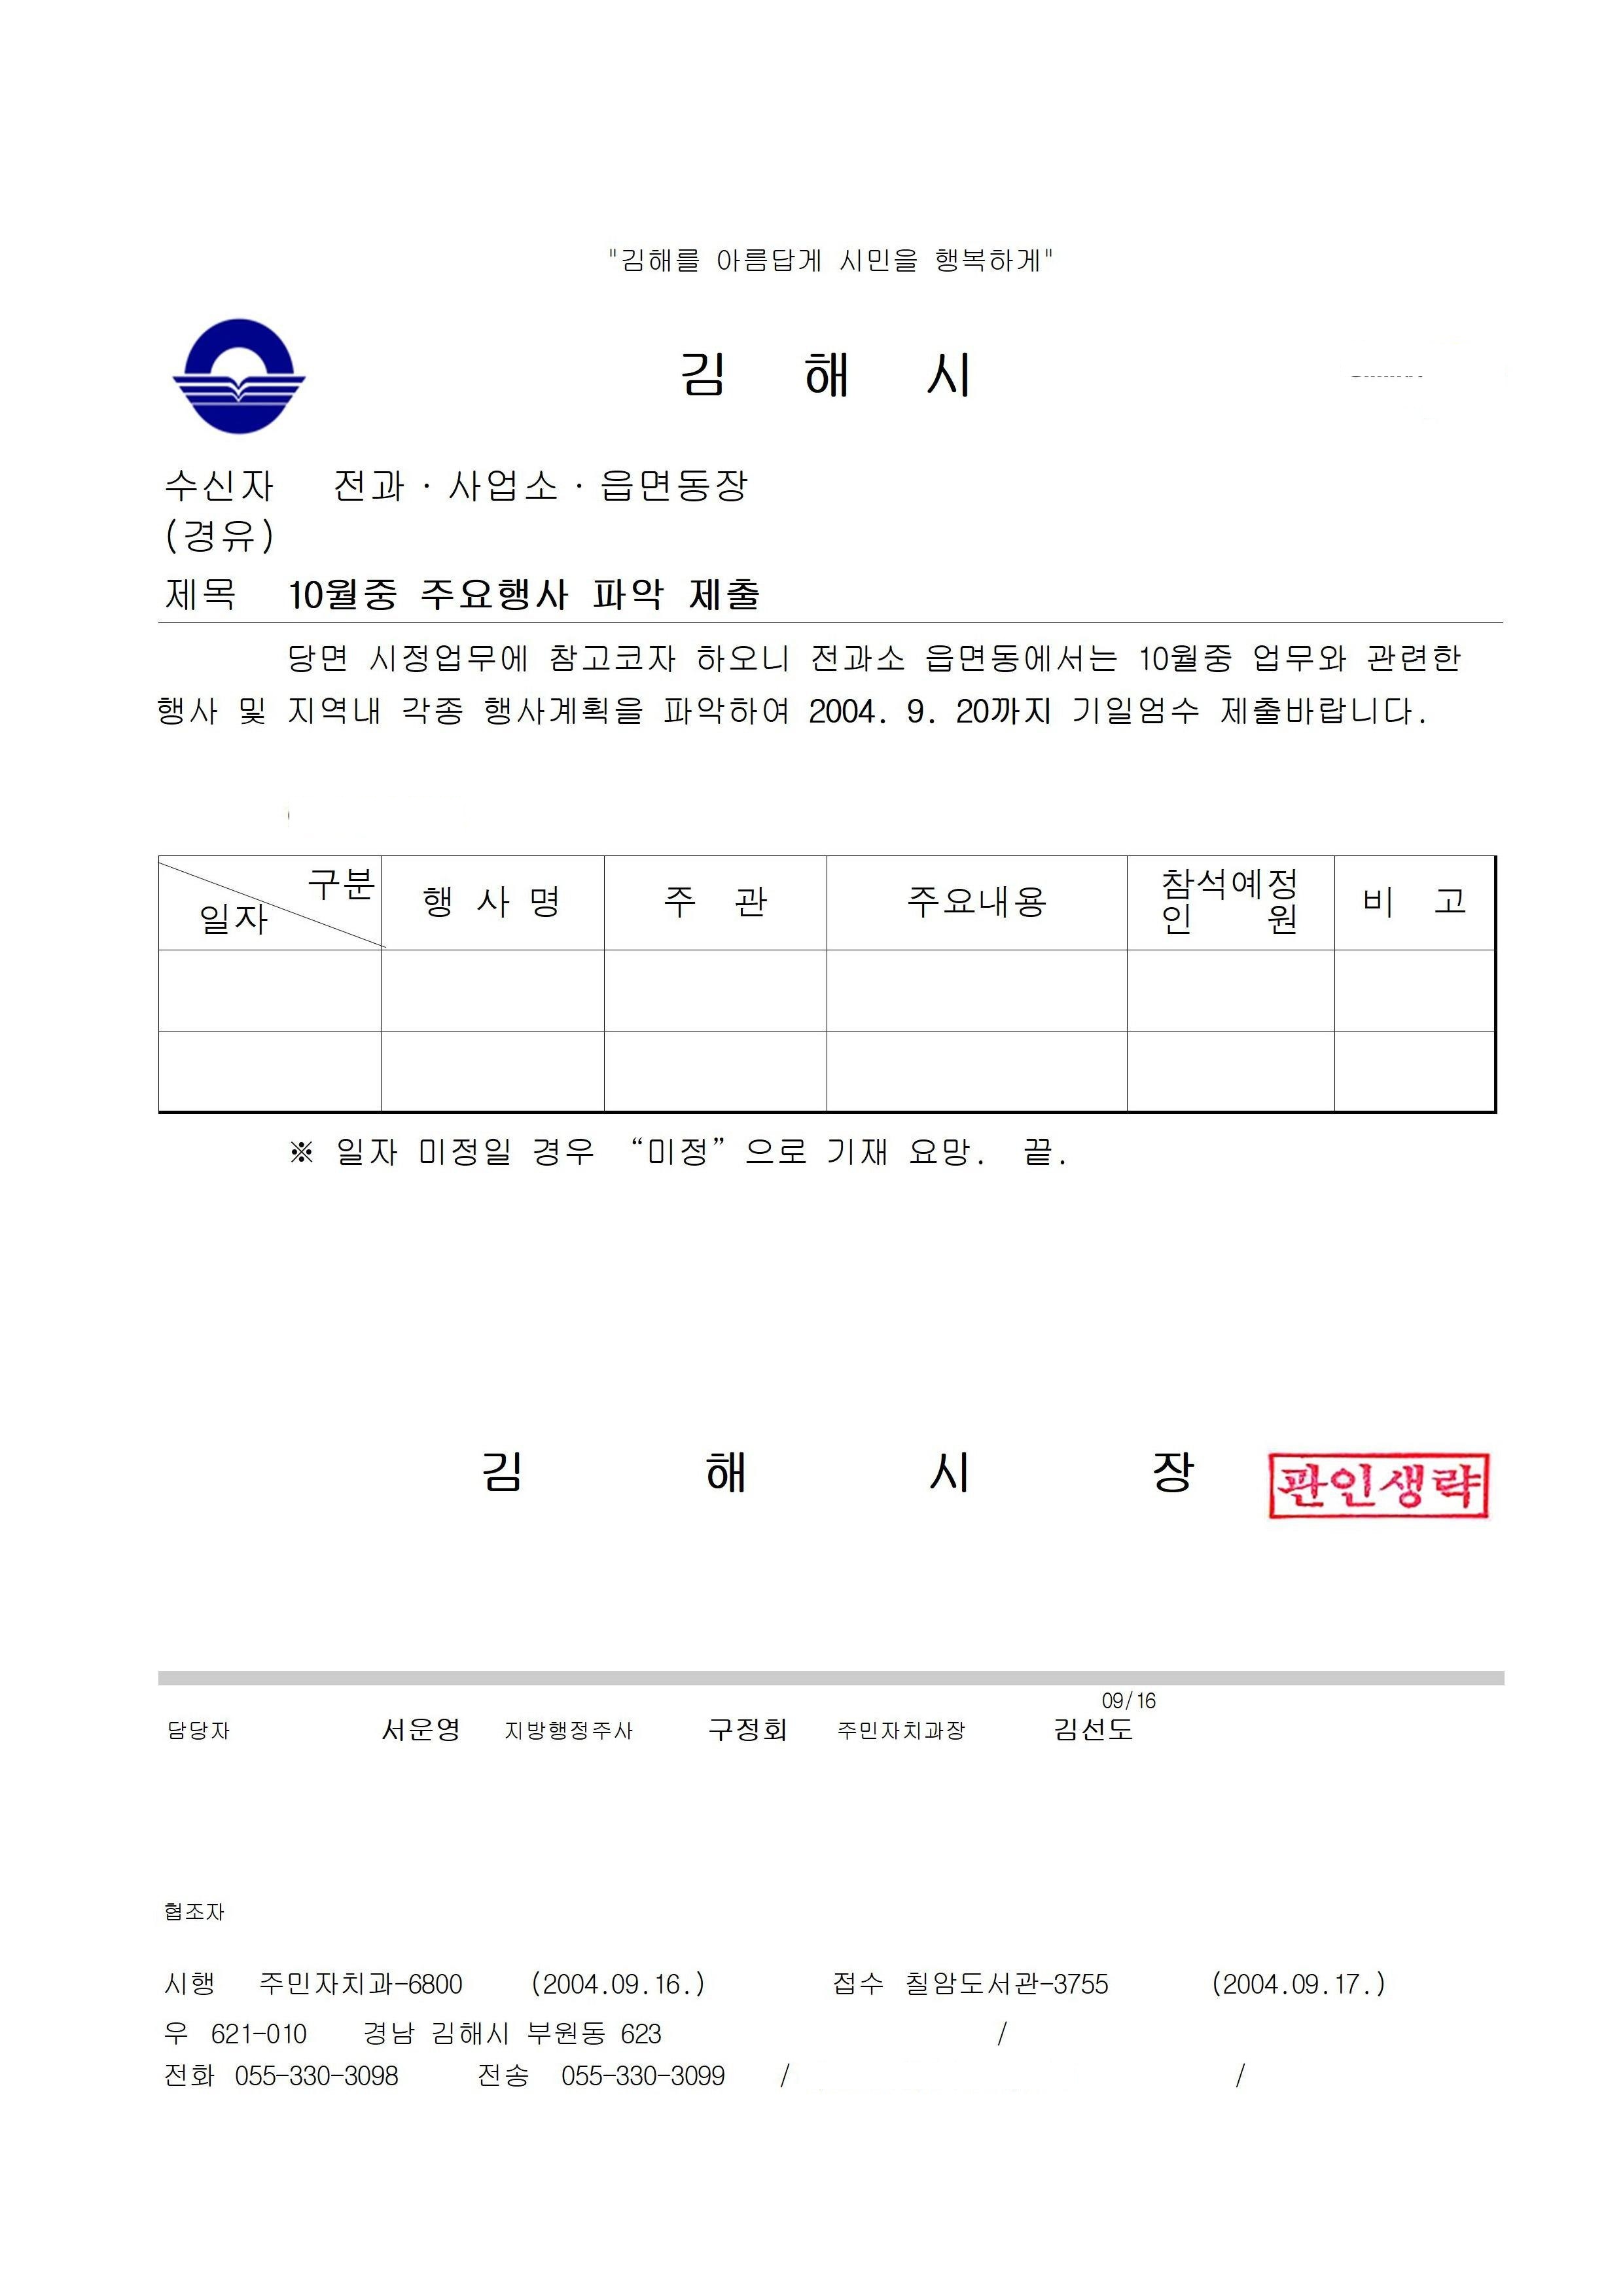 "김해를 아름답게 시민을 행복하게"
김 해 시
수신자 전과·사업소·읍면동장
(경유)
제목 10월중 주요행사 파악 제출
당면 시정업무에 참고코자 하오니 전과소 읍면동에서는 10월중 업무와 관련한
행사 및 지역내 각종 행사계획을 파악하여 2004. 9. 20까지 기일엄수 제출바랍니다.
구분
일자
행 사 명
주 관
주요내용
참석예정
인 원
비 고
※ 일자 미정일 경우 “미정”으로 기재 요망. 끝.
김 해 시 장
관인생략
09/16
담당자 서운영 지방행정주사 구정회 주민자치과장 김선도
협조자
시행 주민자치과-6800 (2004.09.16.) 접수 칠암도서관-3755 (2004.09.17.)
우 621-010 경남 김해시 부원동 623 /
전화 055-330-3098 전송 055-330-3099 / /